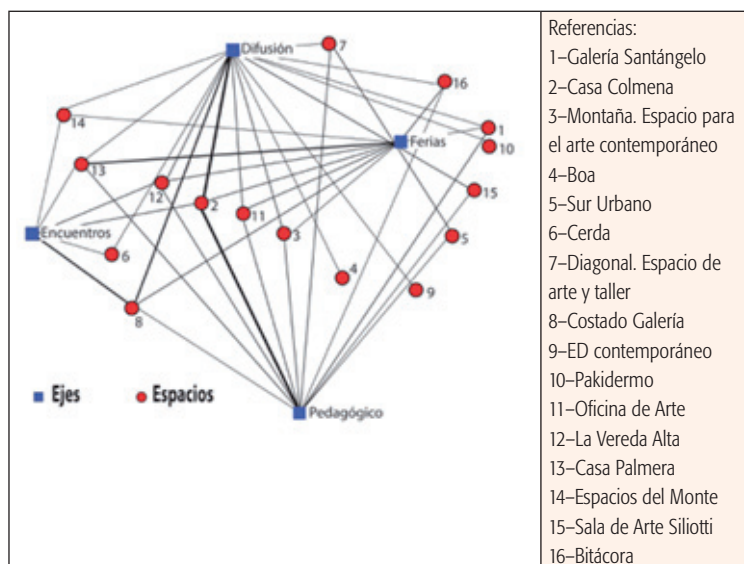 Difusión
7
16
14
1
Ferias
10
13
12
15
2
11
3
5
Encuentros
6
4
9
8
Ejes
Espacios
Pedagógico
Referencias:
1–Galería Santángelo
2–Casa Colmena
3–Montaña. Espacio para
el arte contemporáneo
4–Boa
5–Sur Urbano
6–Cerda
7–Diagonal. Espacio de
arte y taller
8–Costado Galería
9–ED contemporáneo
10–Pakidermo
11–Oficina de Arte
12–La Vereda Alta
13–Casa Palmera
14–Espacios del Monte
15–Sala de Arte Siliotti
16–Bitácora